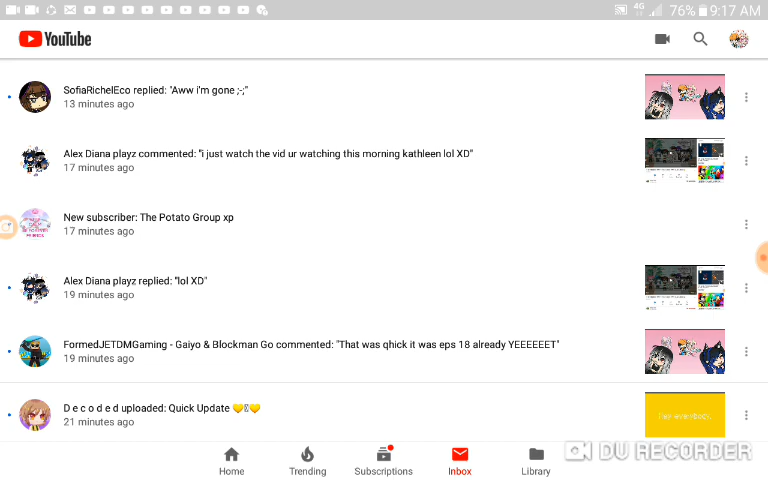 4G 76% 9:17 AM
YouTube
SofiaRichelEco replied: "Aww i'm gone ;-;"
13 minutes ago
Alex Diana playz commented: "i just watch the vid ur watching this morning kathleen lol XD"
17 minutes ago
New subscriber: The Potato Group xp
17 minutes ago
Alex Diana playz replied: "lol XD"
19 minutes ago
FormedJETDMGaming - Gaiyo & Blockman Go commented: "That was qhick it was eps 18 already YEEEEEET"
19 minutes ago
D e c o d e d uploaded: Quick Update 💛🤍💛
21 minutes ago
Home Trending Subscriptions Inbox Library
DU RECORDER